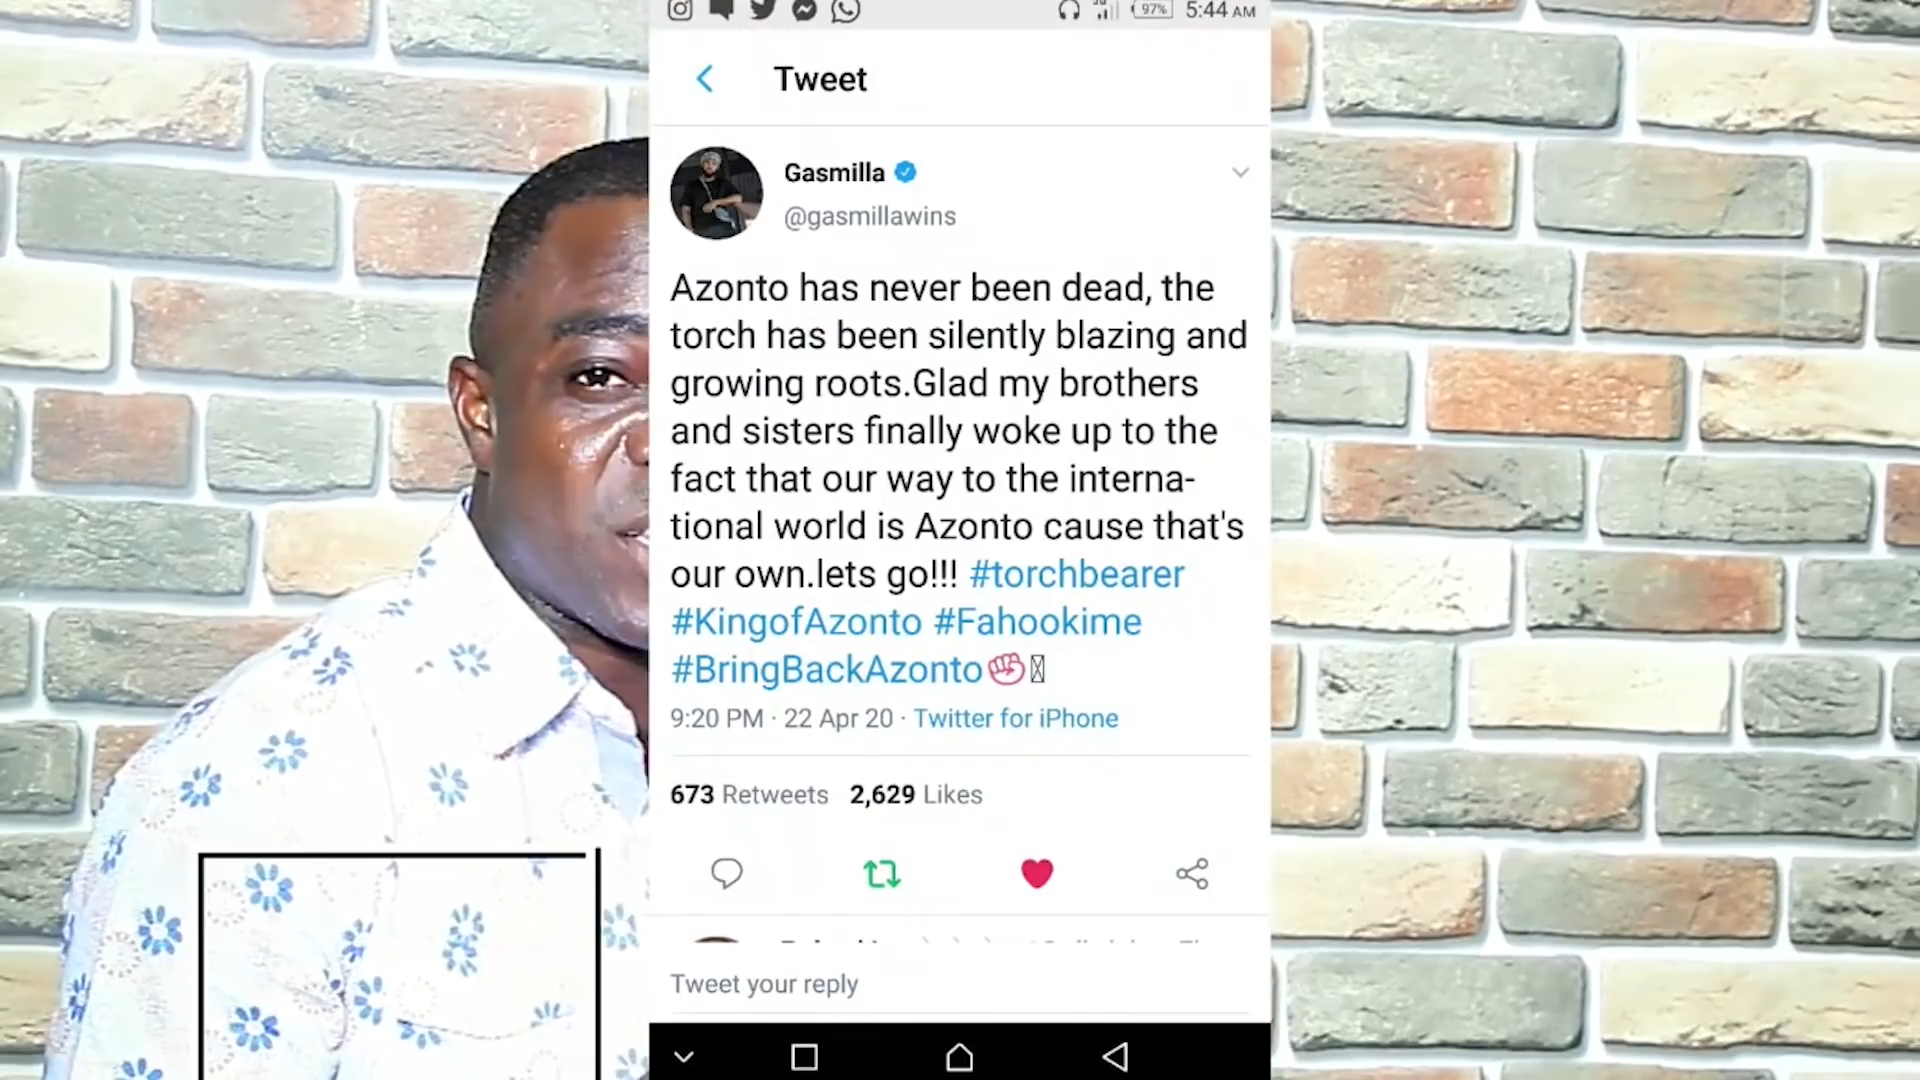 97% 5:44 AM
Tweet
Gasmilla
@gasmillawins
Azonto has never been dead, the
torch has been silently blazing and
growing roots.Glad my brothers
and sisters finally woke up to the
fact that our way to the interna-
tional world is Azonto cause that's
our own.lets go!!! #torchbearer
#KingofAzonto #Fahookime
#BringBackAzonto✊
9:20 PM · 22 Apr 20 · Twitter for iPhone
673 Retweets 2,629 Likes
Tweet your reply